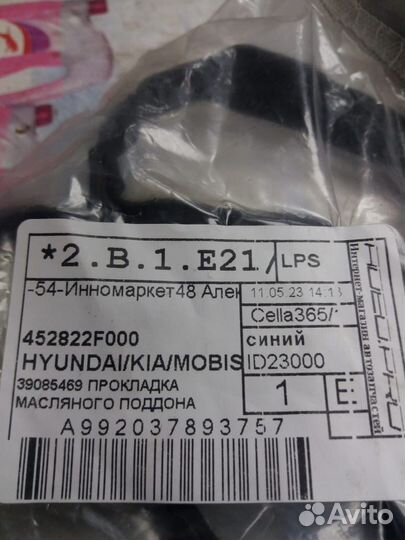 *2.B.1.E21/ LPS
-54-Инномаркет48 Ален 11.05.23 14:13
Cella365/
452822F000 синий
HYUNDAI/KIA/MOBIS ID23000
39085469 ПРОКЛАДКА
МАСЛЯНОГО ПОДДОНА
1 E:
A992037893757
Интернет магазин автозапчастей
Avito